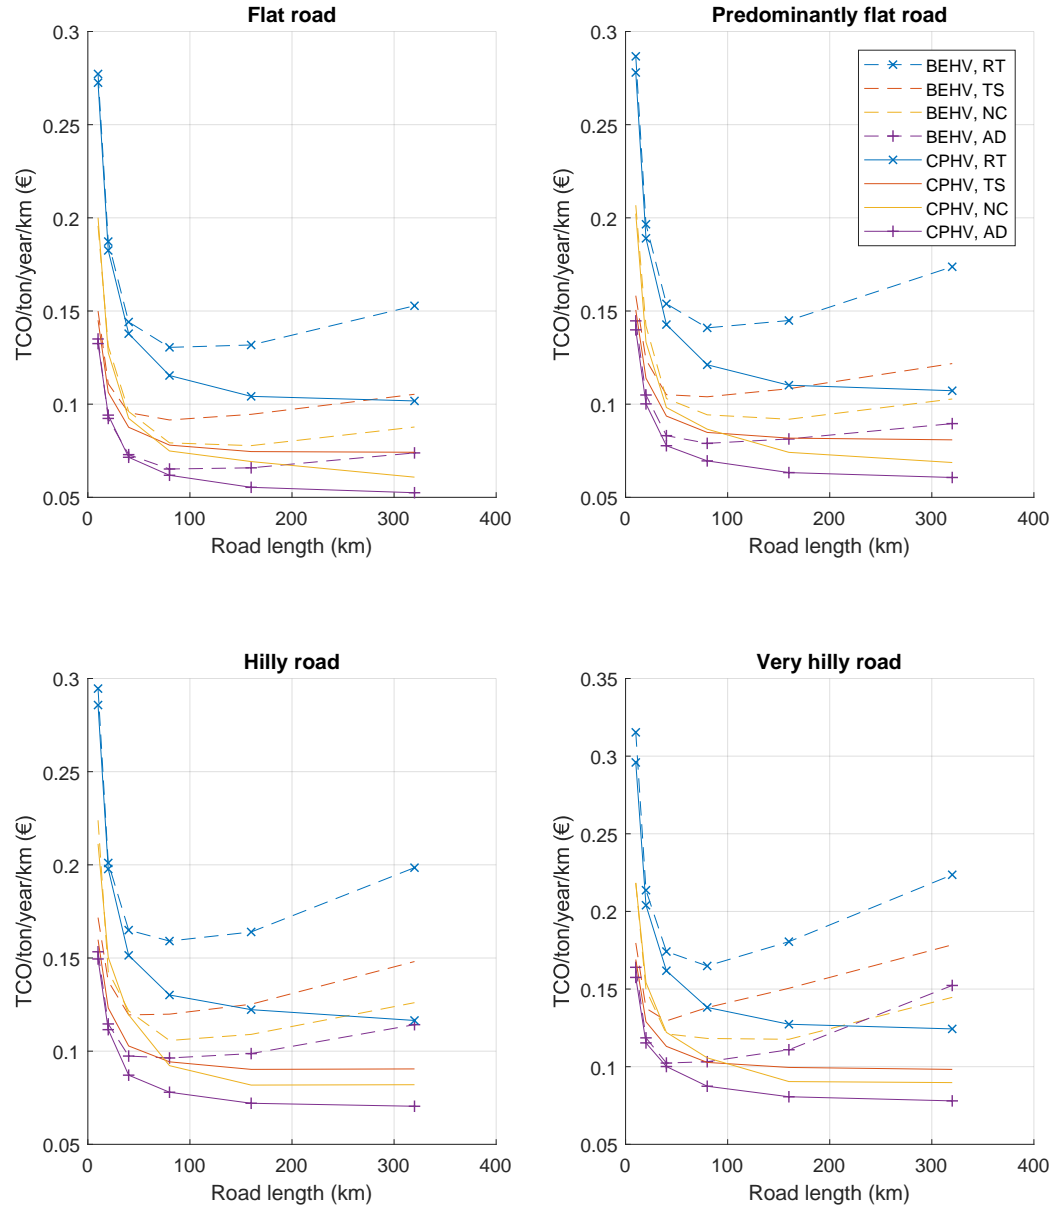 Flat road
0.3
0.25
0.2
0.15
0.1
0.05
0
100
200
300
400
TCO/ton/year/km (€)
Road length (km)
Predominantly flat road
0.3
0.25
0.2
0.15
0.1
0.05
0
100
200
300
400
TCO/ton/year/km (€)
Road length (km)
BEHV, RT
BEHV, TS
BEHV, NC
BEHV, AD
CPHV, RT
CPHV, TS
CPHV, NC
CPHV, AD
Hilly road
0.3
0.25
0.2
0.15
0.1
0.05
0
100
200
300
400
TCO/ton/year/km (€)
Road length (km)
Very hilly road
0.35
0.3
0.25
0.2
0.15
0.1
0.05
0
100
200
300
400
TCO/ton/year/km (€)
Road length (km)